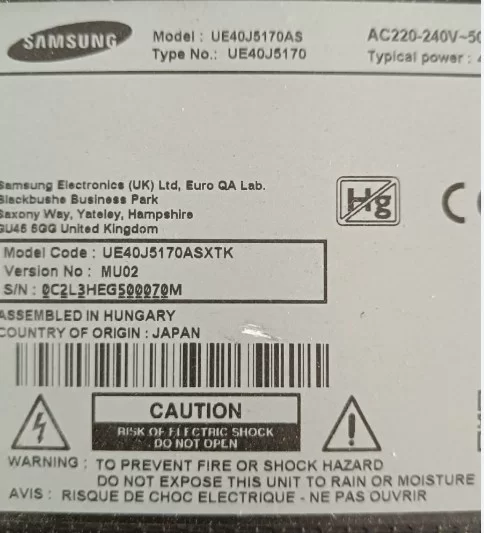 SAMSUNG
Model : UE40J5170AS
Type No.: UE40J5170
AC220-240V~50
Typical power :
Samsung Electronics (UK) Ltd, Euro QA Lab.
Blackbushe Business Park
Saxony Way, Yateley, Hampshire
GU46 6GG United Kingdom
Hg
CE
Model Code : UE40J5170ASXTK
Version No : MU02
S/N : 0C2L3HEG500070M
ASSEMBLED IN HUNGARY
COUNTRY OF ORIGIN : JAPAN
CAUTION
RISK OF ELECTRIC SHOCK
DO NOT OPEN
WARNING : TO PREVENT FIRE OR SHOCK HAZARD
DO NOT EXPOSE THIS UNIT TO RAIN OR MOISTURE
AVIS : RISQUE DE CHOC ELECTRIQUE - NE PAS OUVRIR